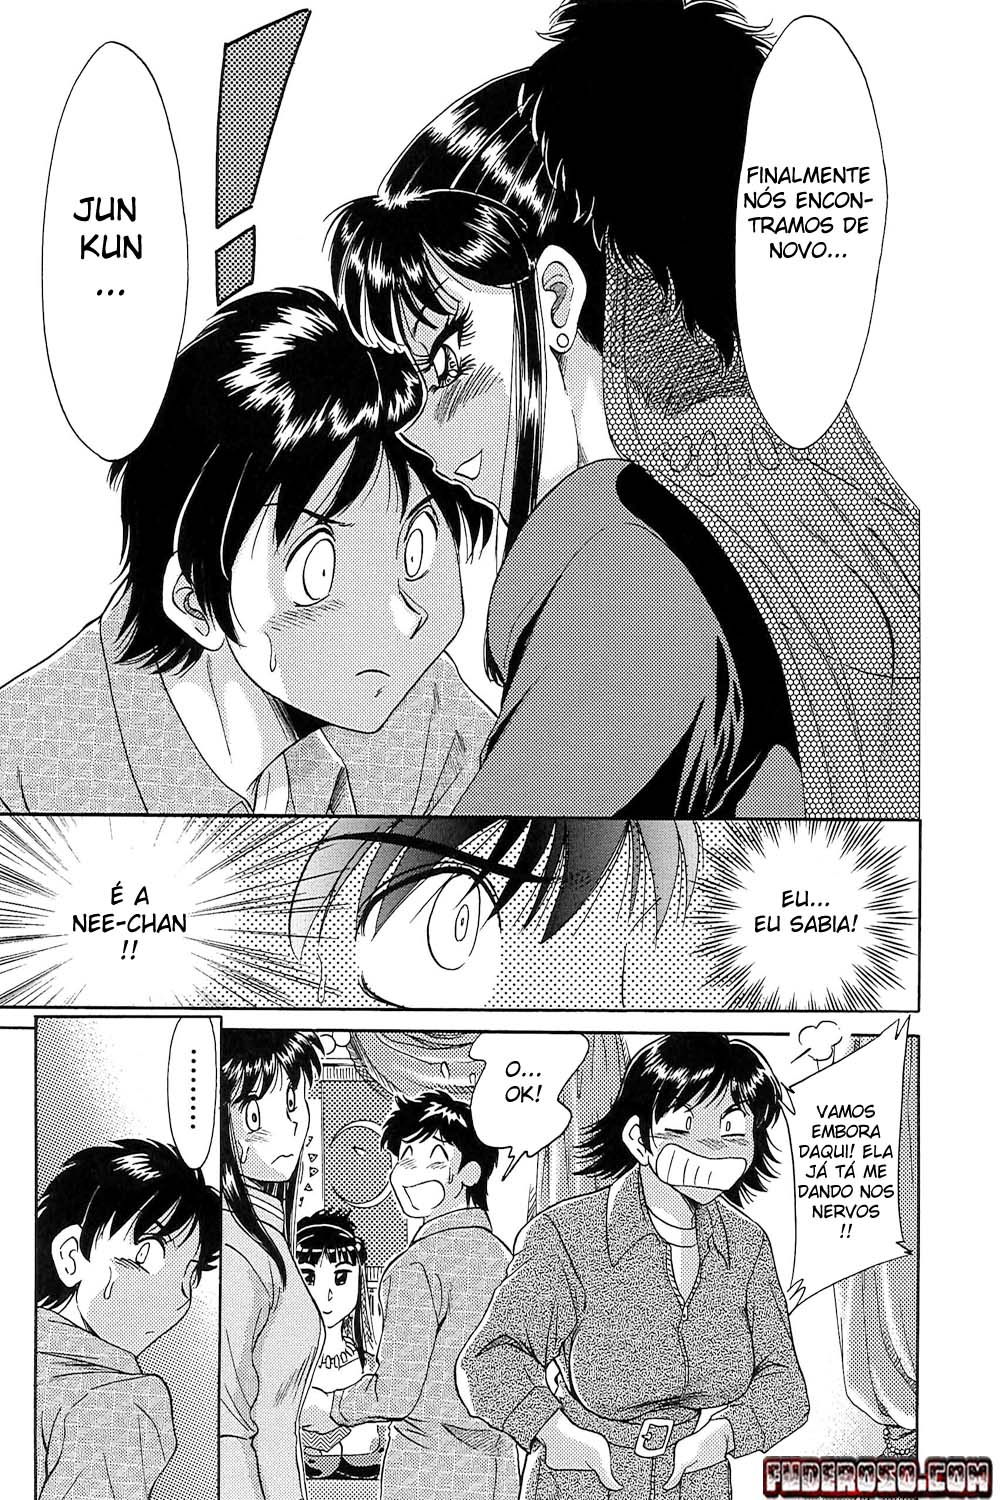 FINALMENTE
NÓS ENCON-
TRAMOS DE
NOVO...
JUN
KUN
...
EU...
EU SABIA!
É A
NEE-CHAN
!!
VAMOS
EMBORA
DAQUI! ELA
JÁ TÁ ME
DANDO NOS
NERVOS
!!
O...
OK!
.........
FUDEROSO.COM